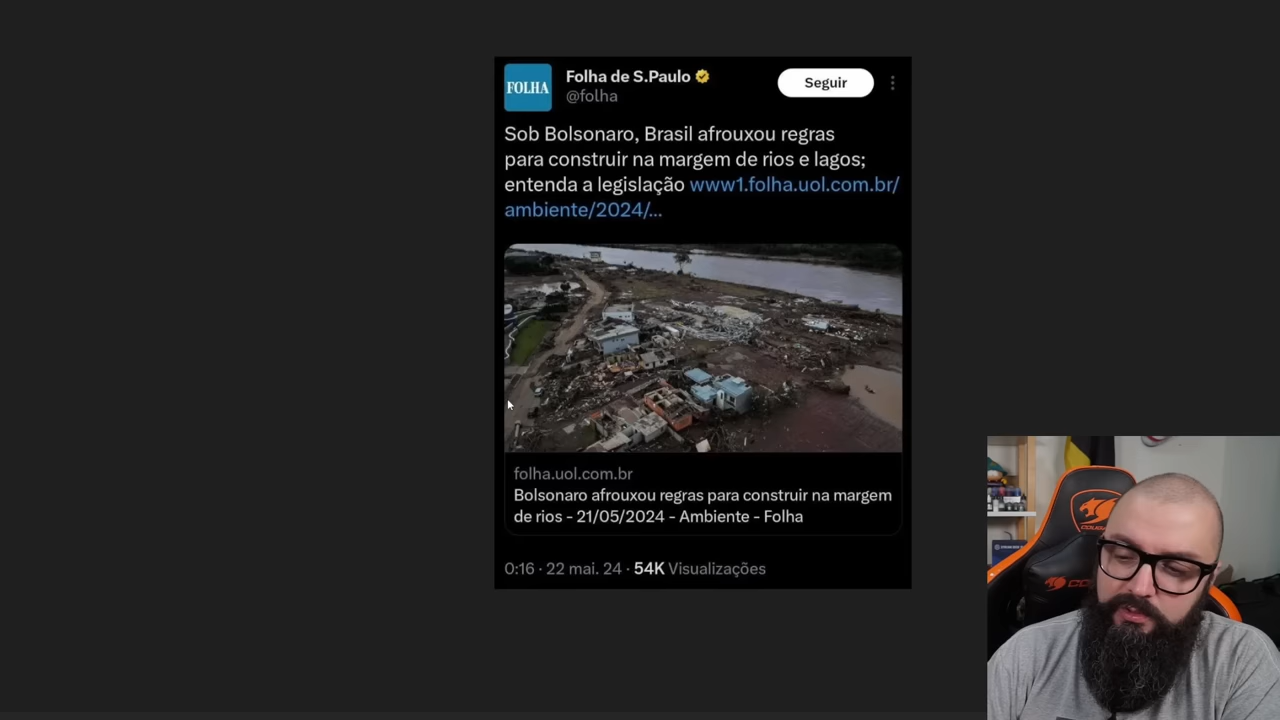 FOLHA
Folha de S.Paulo
@folha
Seguir
Sob Bolsonaro, Brasil afrouxou regras
para construir na margem de rios e lagos;
entenda a legislação www1.folha.uol.com.br/
ambiente/2024/...
folha.uol.com.br
Bolsonaro afrouxou regras para construir na margem
de rios - 21/05/2024 - Ambiente - Folha
0:16 · 22 mai. 24 · 54K Visualizações